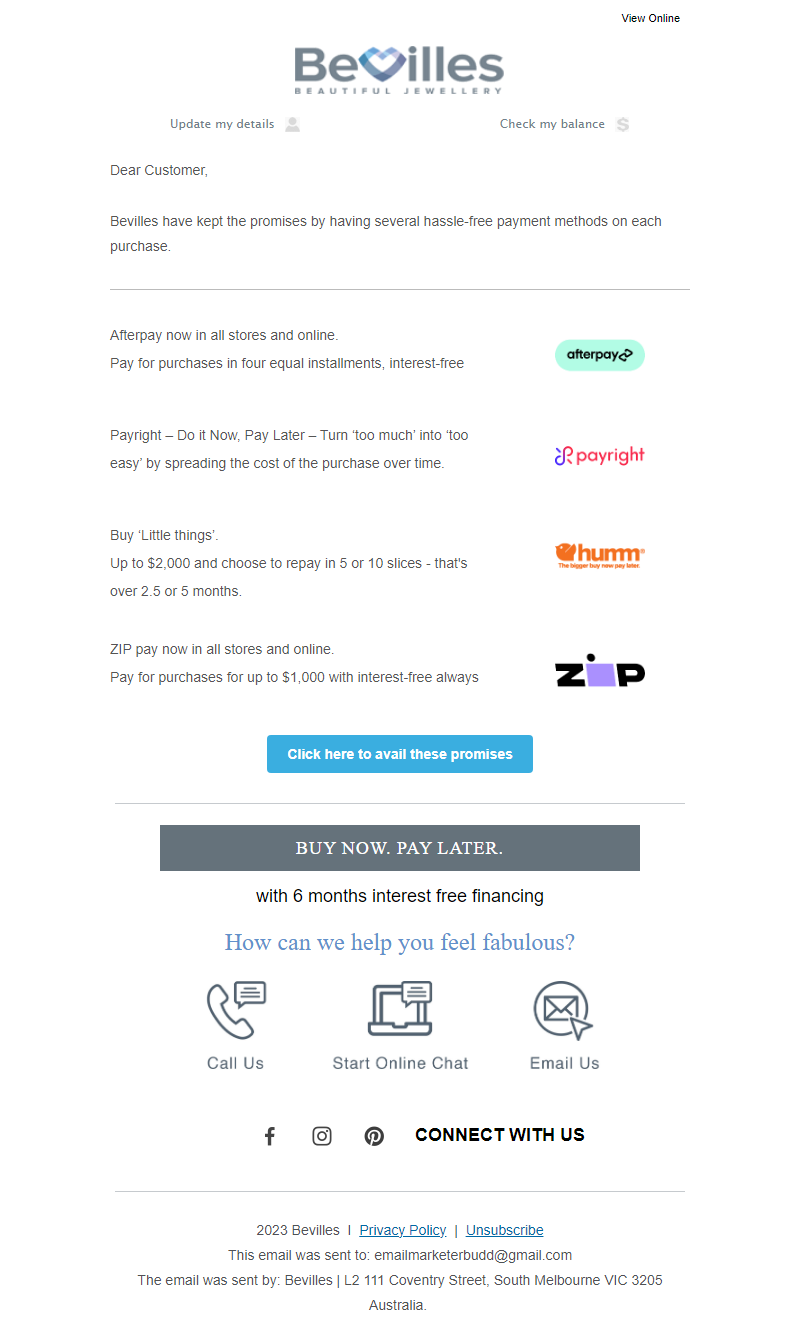 View Online
Bevilles
BEAUTIFUL JEWELLERY
Update my details
Check my balance
Dear Customer,
Bevilles have kept the promises by having several hassle-free payment methods on each
purchase.
Afterpay now in all stores and online.
Pay for purchases in four equal installments, interest-free
afterpay
Payright – Do it Now, Pay Later – Turn ‘too much’ into ‘too
easy’ by spreading the cost of the purchase over time.
payright
Buy ‘Little things’.
Up to $2,000 and choose to repay in 5 or 10 slices - that's
over 2.5 or 5 months.
humm®
The bigger buy now pay later.
ZIP pay now in all stores and online.
Pay for purchases for up to $1,000 with interest-free always
ZIP
Click here to avail these promises
BUY NOW. PAY LATER.
with 6 months interest free financing
How can we help you feel fabulous?
Call Us
Start Online Chat
Email Us
CONNECT WITH US
2023 Bevilles I Privacy Policy | Unsubscribe
This email was sent to: emailmarketerbudd@gmail.com
The email was sent by: Bevilles | L2 111 Coventry Street, South Melbourne VIC 3205
Australia.